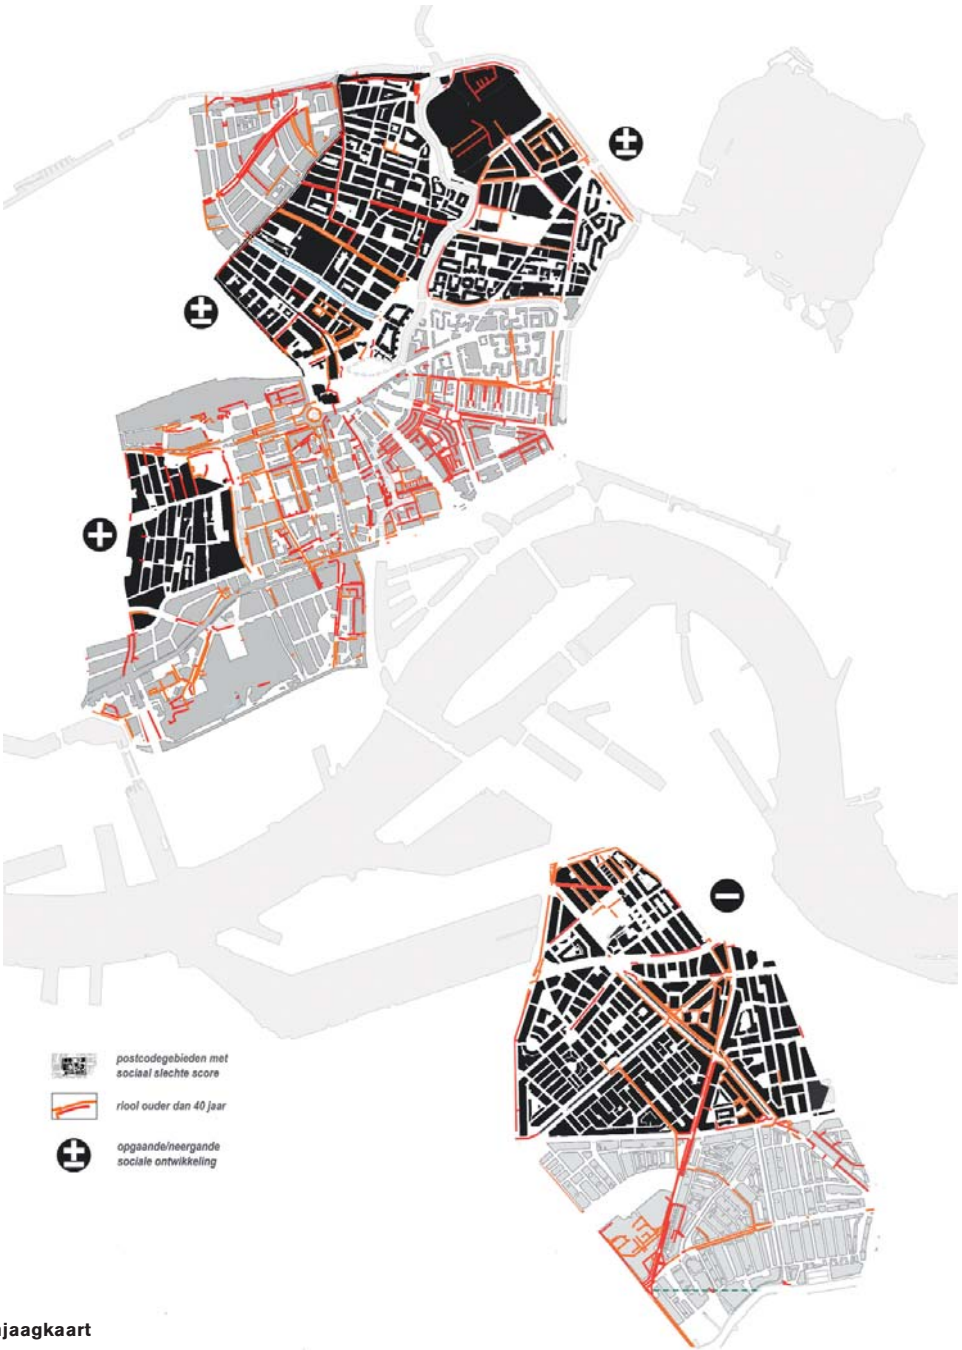 postcodegebieden met
sociaal slechte score
riool ouder dan 40 jaar
opgaande/neergande
sociale ontwikkeling
jaagkaart